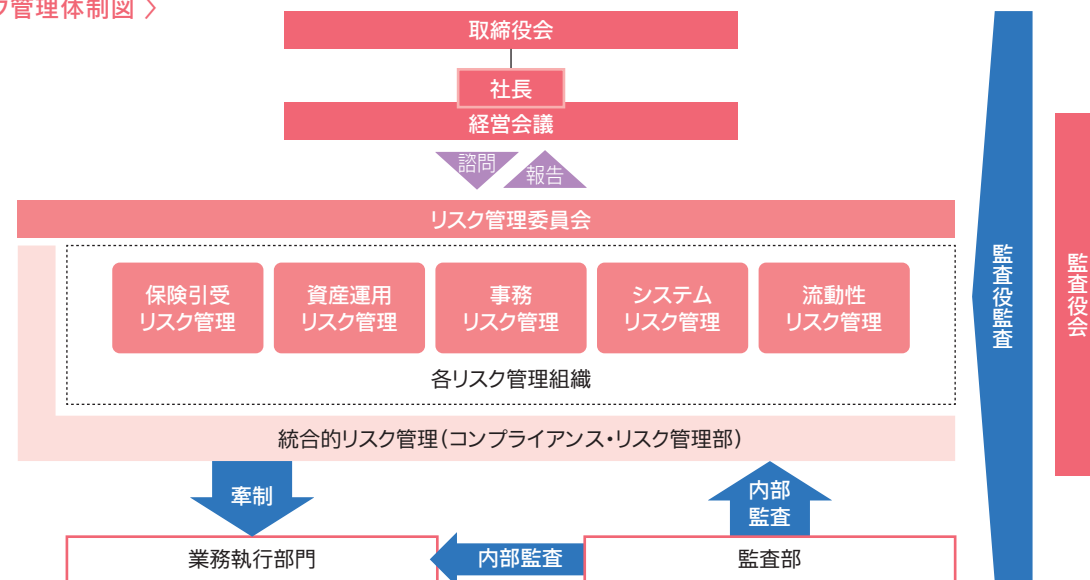 ク管理体制図 〉
取締役会
社長
経営会議
諮問
報告
リスク管理委員会
保険引受
リスク管理
資産運用
リスク管理
事務
リスク管理
システム
リスク管理
流動性
リスク管理
各リスク管理組織
統合的リスク管理(コンプライアンス・リスク管理部)
牽制
内部
監査
業務執行部門
内部監査
監査部
監査役監査
監査役会